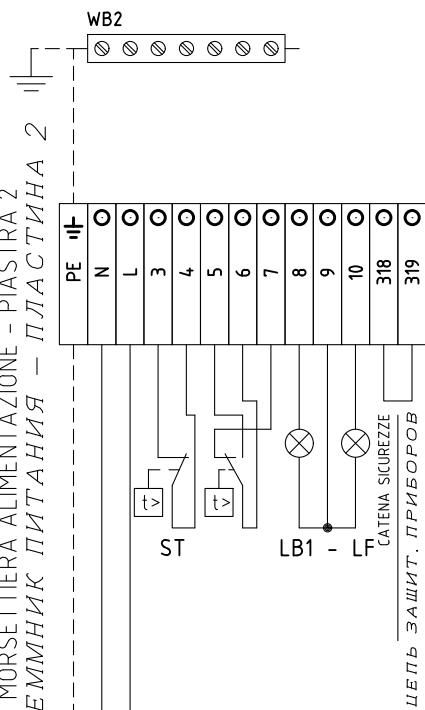 WB2
MORSETTIERA ALIMENTAZIONE - PIASTRA 2
ЕММНИК ПИТАНИЯ - ПЛАСТИНА 2
PE N L 3 4 5 6 7 8 9 10 318 319
t> t>
ST LB1 - LF
CATENA SICUREZZE
ЦЕПЬ ЗАЩИТ. ПРИБОРОВ